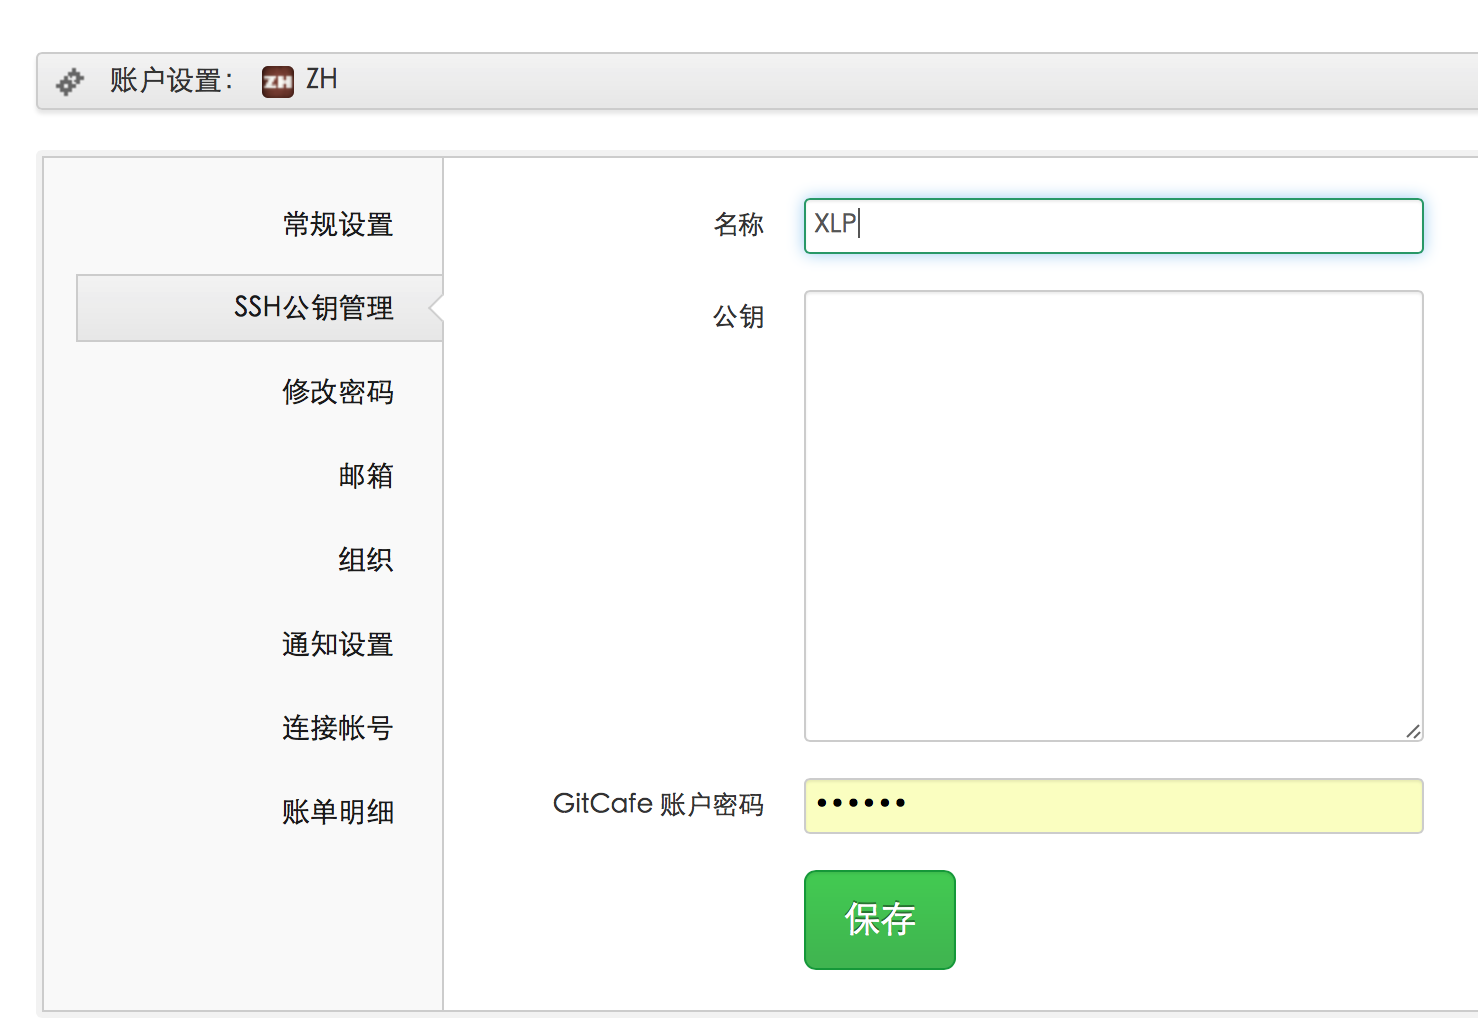 账户设置： ZH ZH
常规设置
SSH公钥管理
修改密码
邮箱
组织
通知设置
连接帐号
账单明细
名称 XLP
公钥
GitCafe 账户密码 ••••••
保存